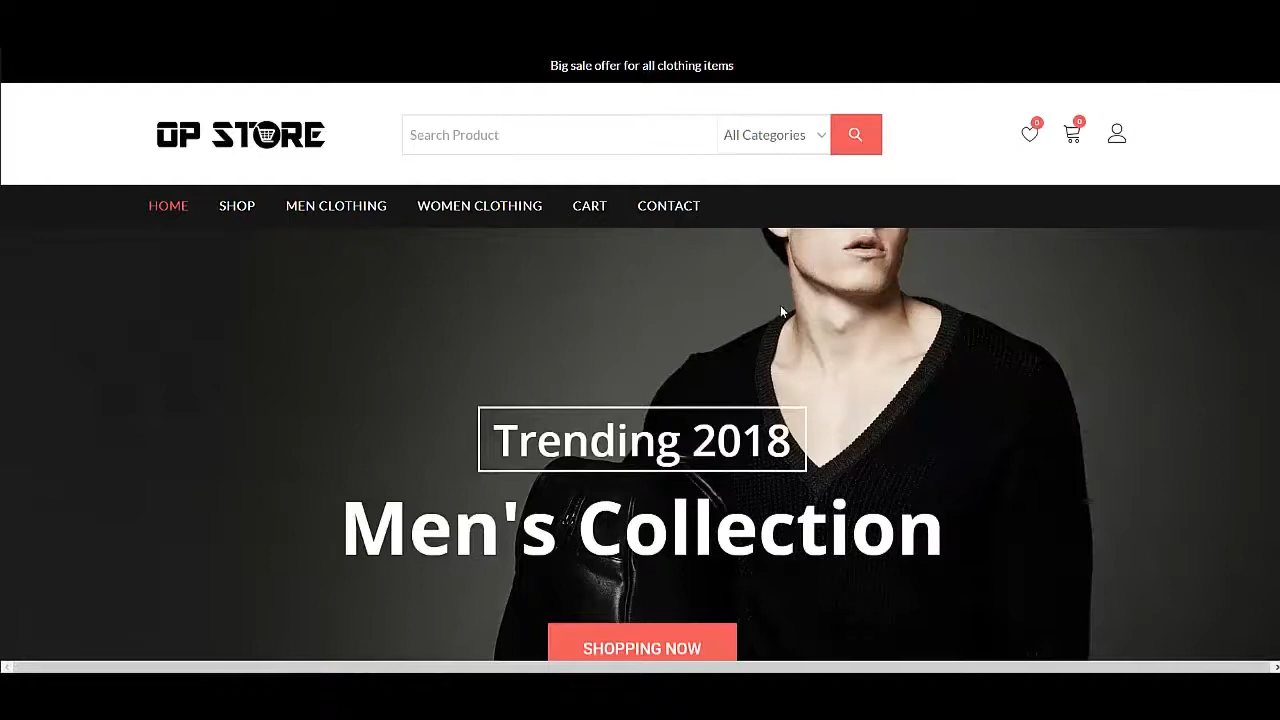 Big sale offer for all clothing items
OP STORE
Search Product
All Categories
0
0
HOME
SHOP
MEN CLOTHING
WOMEN CLOTHING
CART
CONTACT
Trending 2018
Men's Collection
SHOPPING NOW